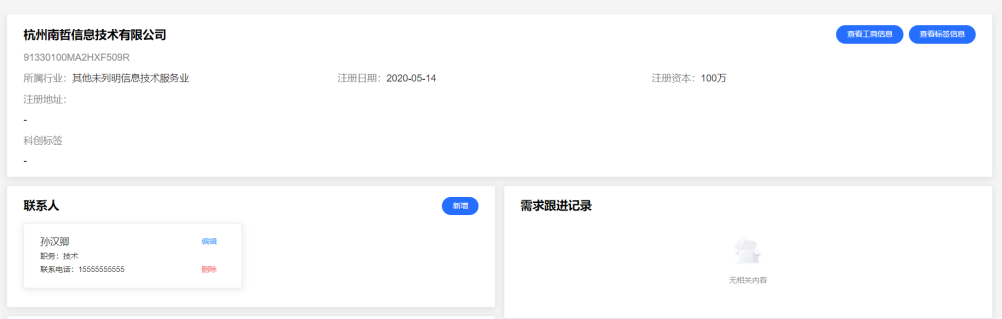 杭州南哲信息技术有限公司
查看工商信息 查看标签信息
91330100MA2HXF509R
所属行业：其他未列明信息技术服务业 注册日期：2020-05-14 注册资本：100万
注册地址：
-
科创标签
-
联系人 新增
孙汉卿 编辑
职务：技术
联系电话：15555555555 删除
需求跟进记录
无相关内容